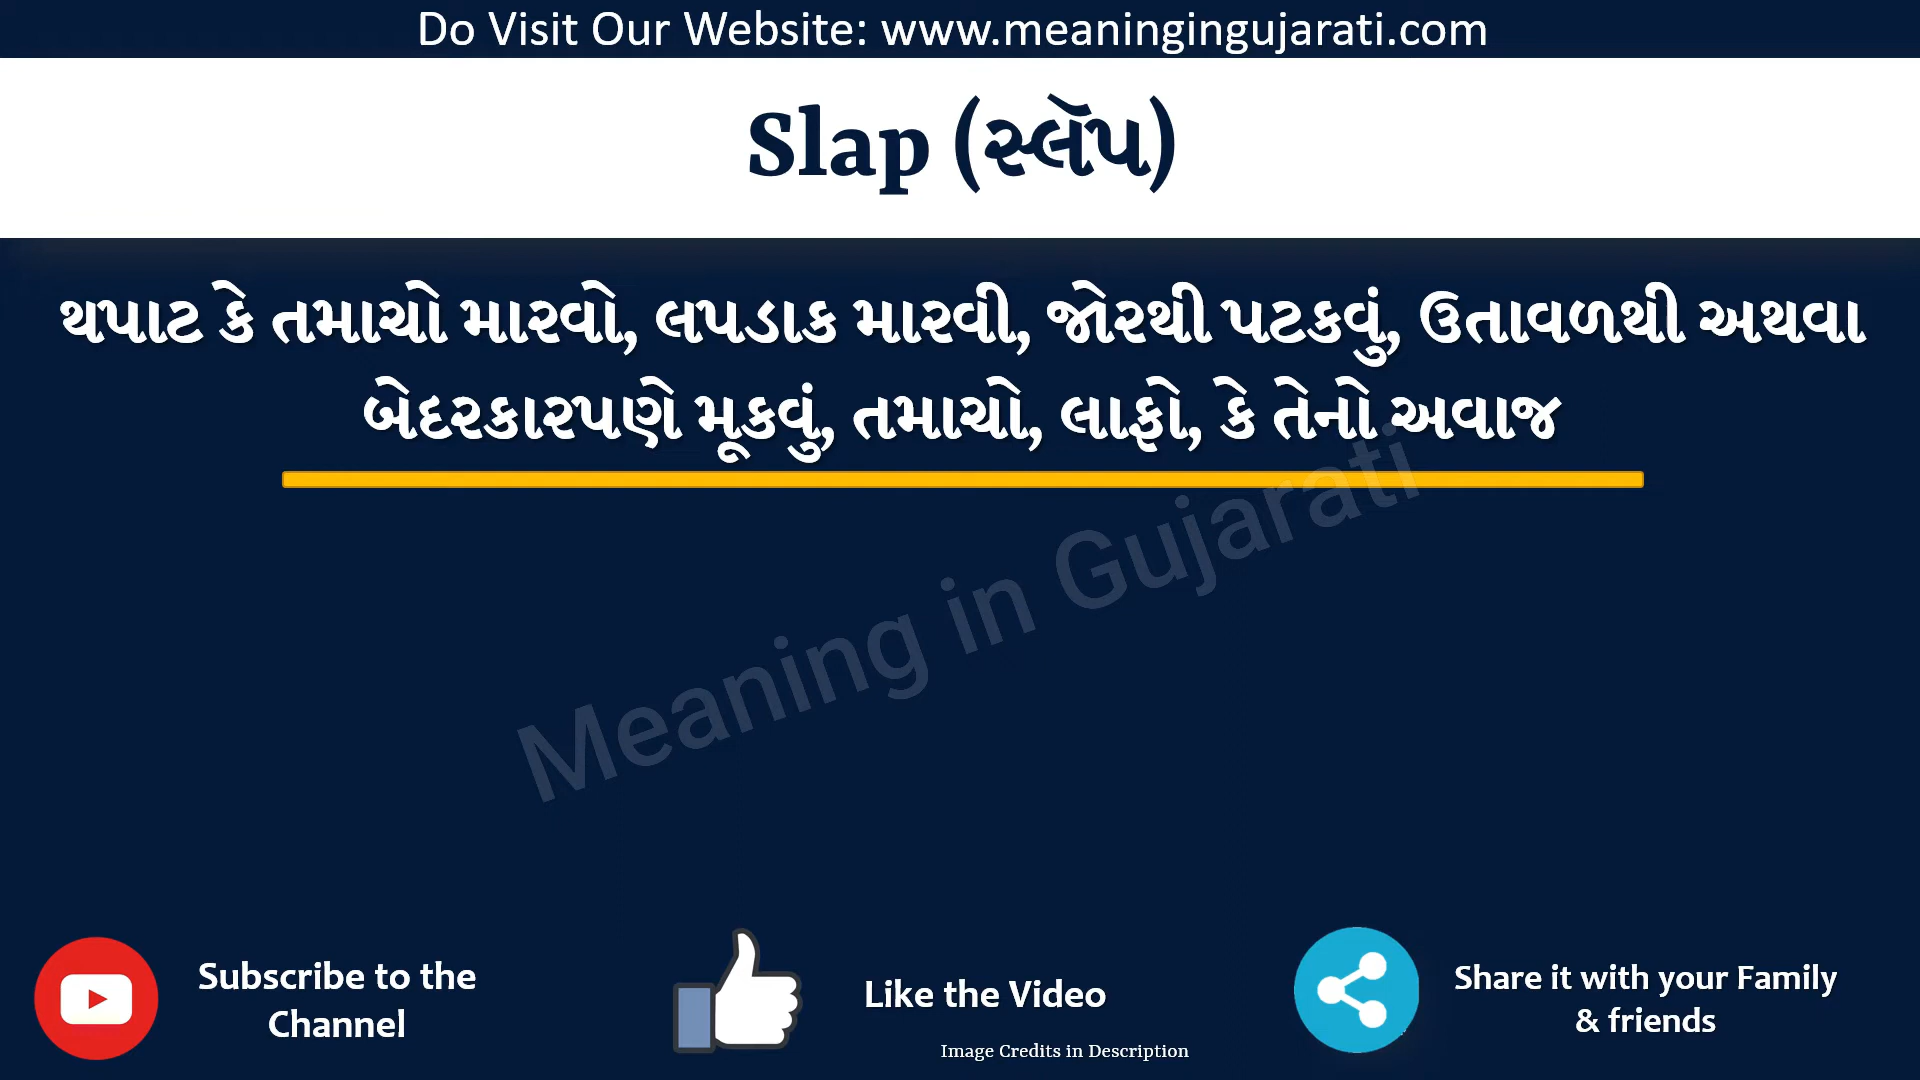 Do Visit Our Website: www.meaningingujarati.com
Slap (સ્લૅપ)
થપાટ કે તમાચો મારવો, લપડાક મારવી, જોરથી પટકવું, ઉતાવળથી અથવા
બેદરકારપણે મૂકવું, તમાચો, લાફો, કે તેનો અવાજ
Meaning in Gujarati
Subscribe to the
Channel
Like the Video
Share it with your Family
& friends
Image Credits in Description